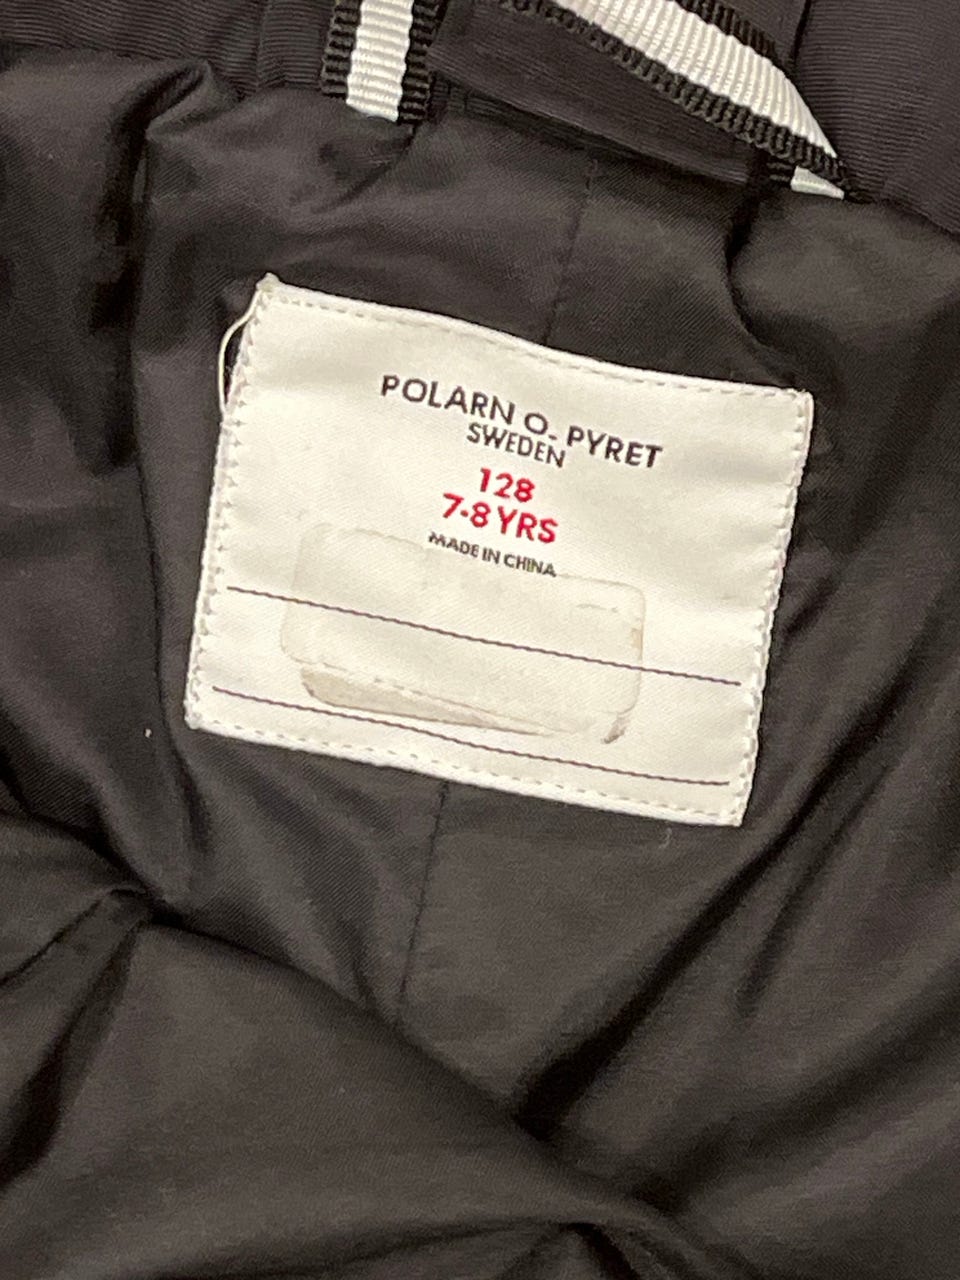 POLARN O. PYRET
SWEDEN
128
7-8 YRS
MADE IN CHINA